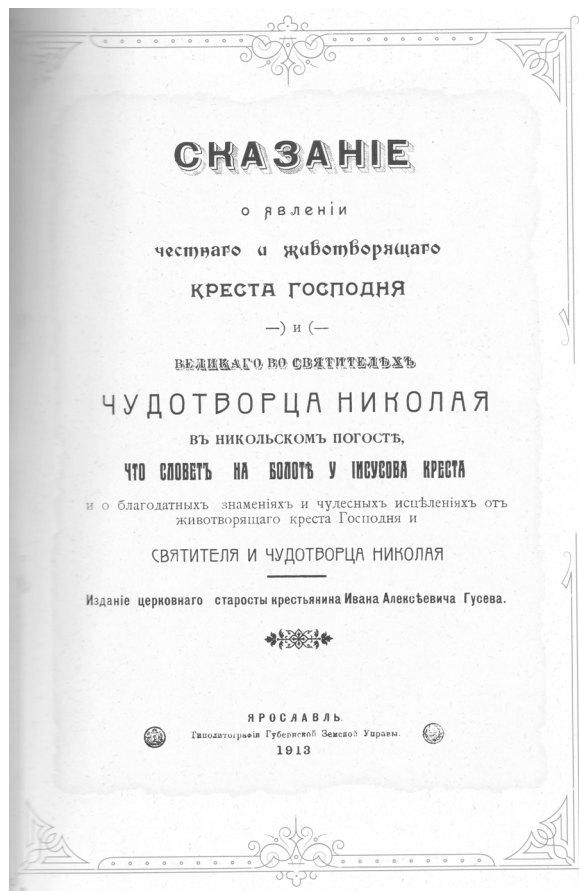 СКАЗАНІЕ
о явленіи
честнаго и животворящаго
КРЕСТА ГОСПОДНЯ
—) и (—
ВЕЛИКАГО ВО СВЯТИТЕЛѢХЪ
ЧУДОТВОРЦА НИКОЛАЯ
ВЪ НИКОЛЬСКОМЪ ПОГОСТѢ,
ЧТО СЛОВЕТЪ НА БОЛОТѢ У ІИСУСОВА КРЕСТА
и о благодатныхъ знаменіяхъ и чудесныхъ исцѣленіяхъ отъ
животворящаго креста Господня и
СВЯТИТЕЛЯ И ЧУДОТВОРЦА НИКОЛАЯ
Изданіе церковнаго старосты крестьянина Ивана Алексѣевича Гусева.
ЯРОСЛАВЛЬ.
Типолитографія Губернской Земской Управы.
1913